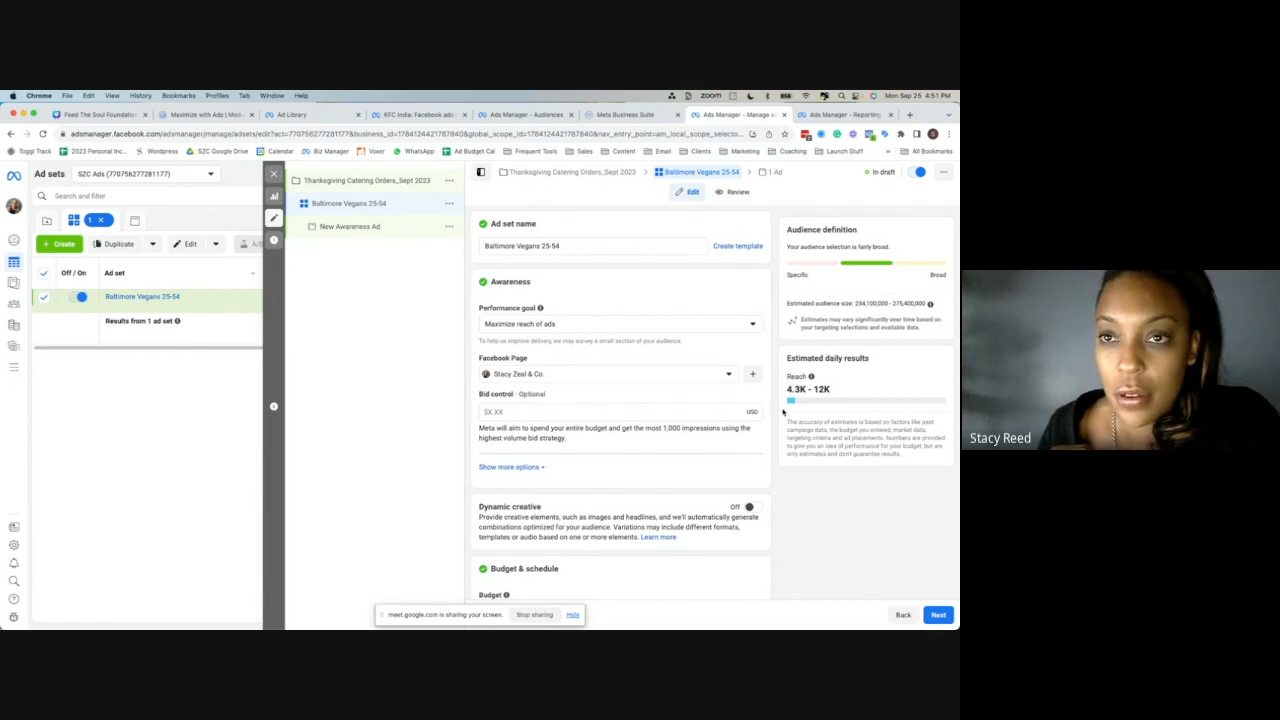 Chrome File Edit View History Bookmarks Profiles Tab Window Help
zoom
Mon Sep 25 4:51 PM
Feed The Soul Foundation
Maximize with Ads | Mod
Ad Library
KFC India: Facebook ads
Ad Manager - Audiences
Meta Business Suite
Ads Manager - Manage a
Ads Manager - Reporting
adsmanager.facebook.com/adsmanager/manage/adsets/edit?act=770756277281177&business_id=1784124421787840&global_scope_id=1784124421787840&nav_entry_point=am_local_scope_selecto...
Toggl Track
2023 Personal Inc...
Wordpress
SZC Google Drive
Calendar
Biz Manager
Voxer
WhatsApp
Ad Budget Cal
Frequent Tools
Sales
Content
Email
Clients
Marketing
Coaching
Launch Stuff
»
All Bookmarks
Ad sets
SZC Ads (770756277281177)
Search and filter
1 ×
+ Create
Duplicate
Edit
Off / On
Ad set
Baltimore Vegans 25-54
Results from 1 ad set
Thanksgiving Catering Orders_Sept 2023
Baltimore Vegans 25-54
New Awareness Ad
Thanksgiving Catering Orders_Sept 2023
Baltimore Vegans 25-54
1 Ad
In draft
Edit
Review
Ad set name
Baltimore Vegans 25-54
Create template
Awareness
Performance goal
Maximize reach of ads
To help us improve delivery, we may survey a small section of your audience.
Facebook Page
Stacy Zeal & Co.
Bid control · Optional
$X.XX
USD
Meta will aim to spend your entire budget and get the most 1,000 impressions using the
highest volume bid strategy.
Show more options
Dynamic creative
Off
Provide creative elements, such as images and headlines, and we'll automatically generate
combinations optimized for your audience. Variations may include different formats,
templates or audio based on one or more elements. Learn more
Budget & schedule
Budget
Audience definition
Your audience selection is fairly broad.
Specific
Broad
Estimated audience size: 234,100,000 - 275,400,000
Estimates may vary significantly over time based on
your targeting selections and available data.
Estimated daily results
Reach
4.3K - 12K
The accuracy of estimates is based on factors like past
campaign data, the budget you entered, market data,
targeting criteria and ad placements. Numbers are provided
to give you an idea of performance for your budget, but are
only estimates and don't guarantee results.
Back
Next
meet.google.com is sharing your screen.
Stop sharing
Hide
Stacy Reed